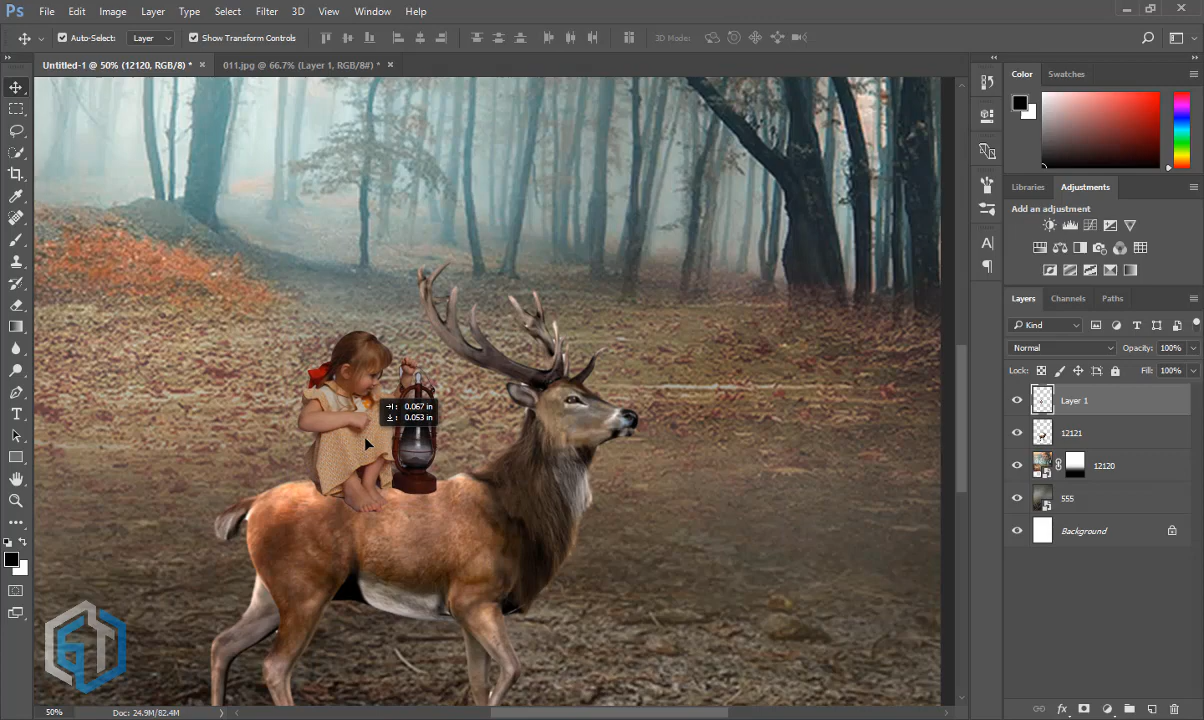 Ps File Edit Image Layer Type Select Filter 3D View Window Help
Auto-Select: Layer Show Transform Controls 3D Mode:
Untitled-1 @ 50% (12120, RGB/8) * × 011.jpg @ 66.7% (Layer 1, RGB/8#) * ×
Color Swatches
Libraries Adjustments
Add an adjustment
Layers Channels Paths
Kind
Normal Opacity: 100%
Lock: Fill: 100%
Layer 1
12121
12120
555
Background
0.067 in
0.053 in
GT
50% Doc: 24.9M/82.4M